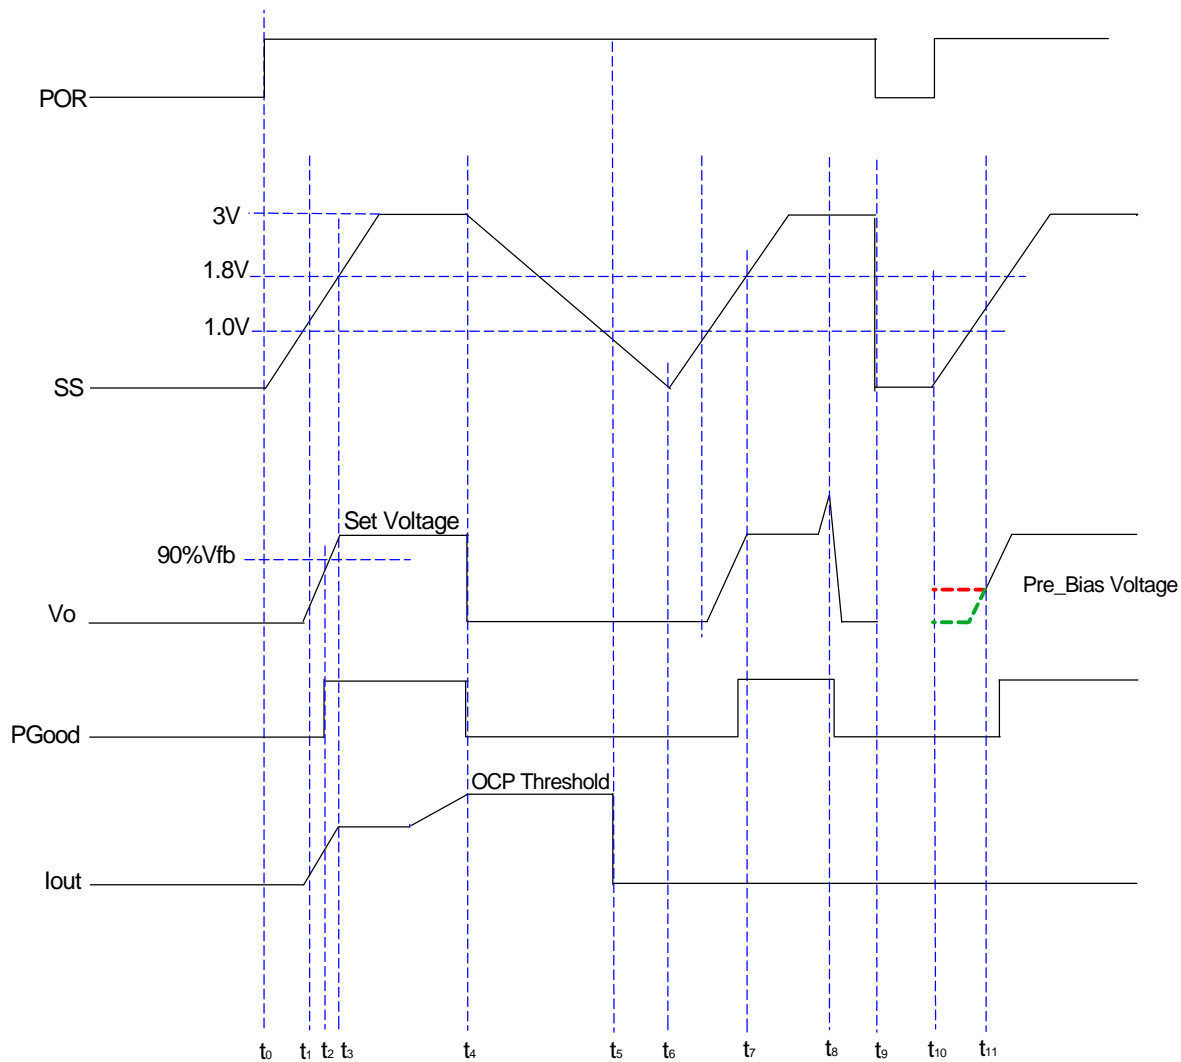 POR
3V
1.8V
1.0V
SS
Set Voltage
90%Vfb
Pre_Bias Voltage
Vo
PGood
OCP Threshold
Iout
t0 t1 t2 t3 t4 t5 t6 t7 t8 t9 t10 t11